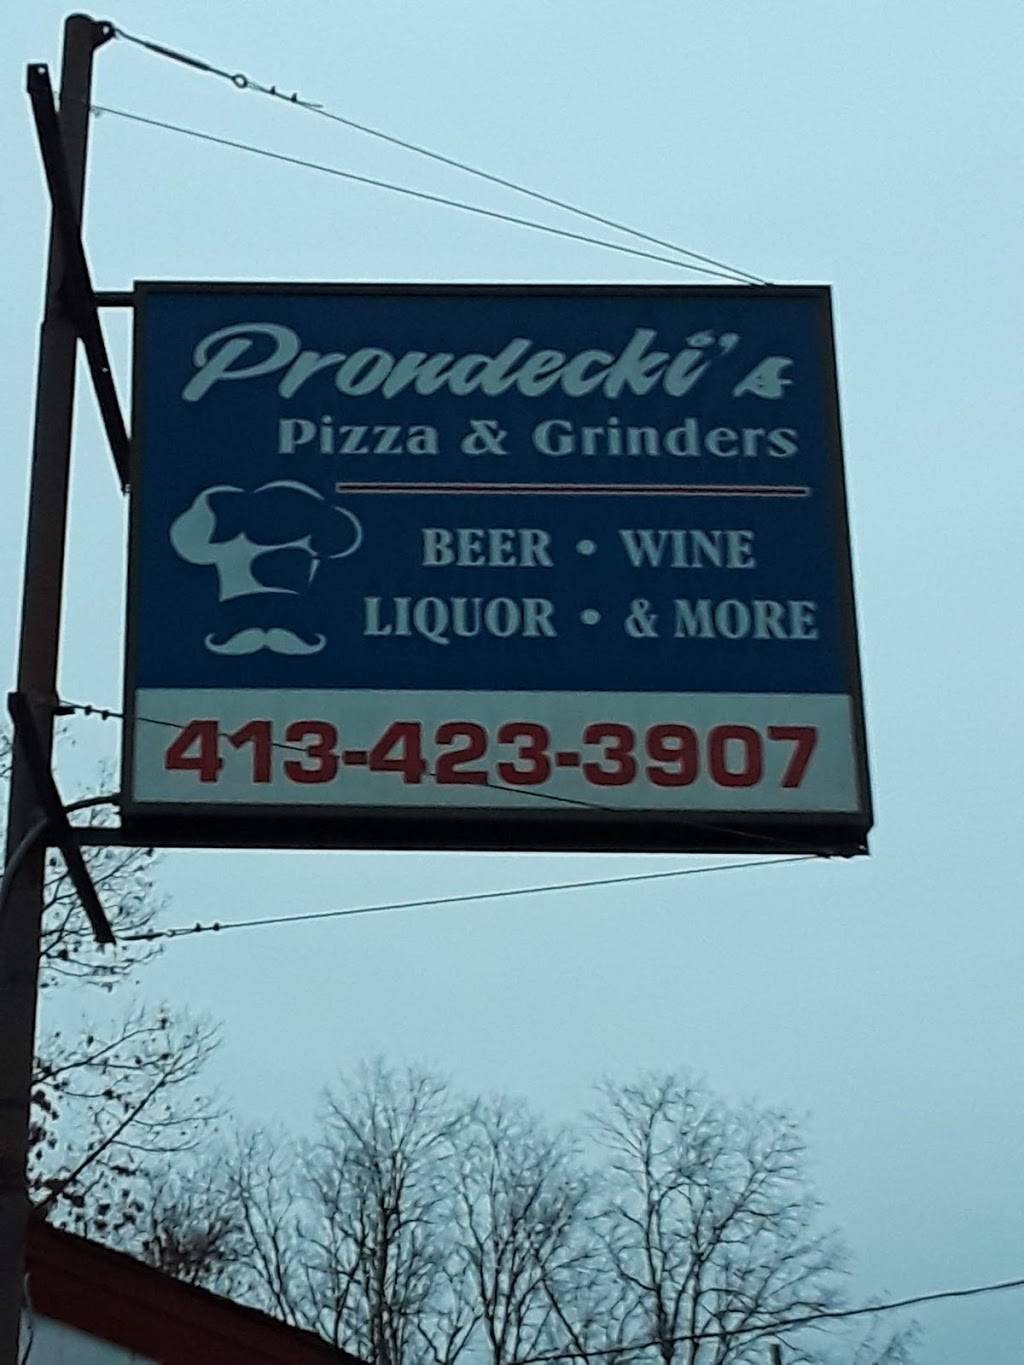 Prondecki's
Pizza & Grinders
BEER • WINE
LIQUOR • & MORE
413-423-3907